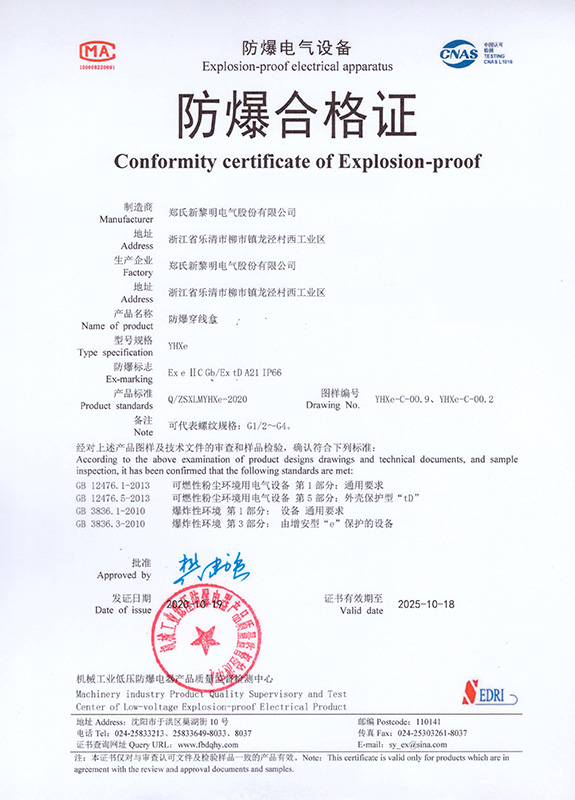 MA
150008220691
防爆电气设备
Explosion-proof electrical apparatus
CNAS
中国认可
检测
TESTING
CNAS L1016
防爆合格证
Conformity certificate of Explosion-proof
制造商
Manufacturer
郑氏新黎明电气股份有限公司
地址
Address
浙江省乐清市柳市镇龙泾村西工业区
生产企业
Factory
郑氏新黎明电气股份有限公司
地址
Address
浙江省乐清市柳市镇龙泾村西工业区
产品名称
Name of product
防爆穿线盒
型号规格
Type specification
YHXe
防爆标志
Ex-marking
Ex e ⅡC Gb/Ex tD A21 IP66
产品标准
Product standards
Q/ZSXLMYHXe-2020
图样编号
Drawing No.
YHXe-C-00.9、YHXe-C-00.2
备注
Note
可代表螺纹规格: G1/2~G4。
经对上述产品图样及技术文件的审查和样品检验，确认符合下列标准:
According to the above examination of product designs drawings and technical documents, and sample
inspection, it has been confirmed that the following standards are met:
GB 12476.1-2013 可燃性粉尘环境用电气设备 第1部分: 通用要求
GB 12476.5-2013 可燃性粉尘环境用电气设备 第5部分: 外壳保护型“tD”
GB 3836.1-2010 爆炸性环境 第1部分: 设备 通用要求
GB 3836.3-2010 爆炸性环境 第3部分: 由增安型“e”保护的设备
批准
Approved by
发证日期
Date of issue
2020-10-19
证书有效期至
Valid date
2025-10-18
机械工业低压防爆电器产品质量监督检测中心
Machinery industry Product Quality Supervisory and Test
Center of Low-voltage Explosion-proof Electrical Product
SEDRI
地址 Address: 沈阳市于洪区巢湖街10号
邮编 Postcode: 110141
电话 Tel: 024-25833213、25833649-8033、8037
传真 Fax: 024-25303261-8037
证书查询网址 Query URL: www.fbdqhy.com
E-mail: sy_ex@sina.com
注: 本证书仅对与审查认可文件及检验样品一致的产品有效。Note: This certificate is valid only for products which are in
agreement with the review and approval documents and samples.